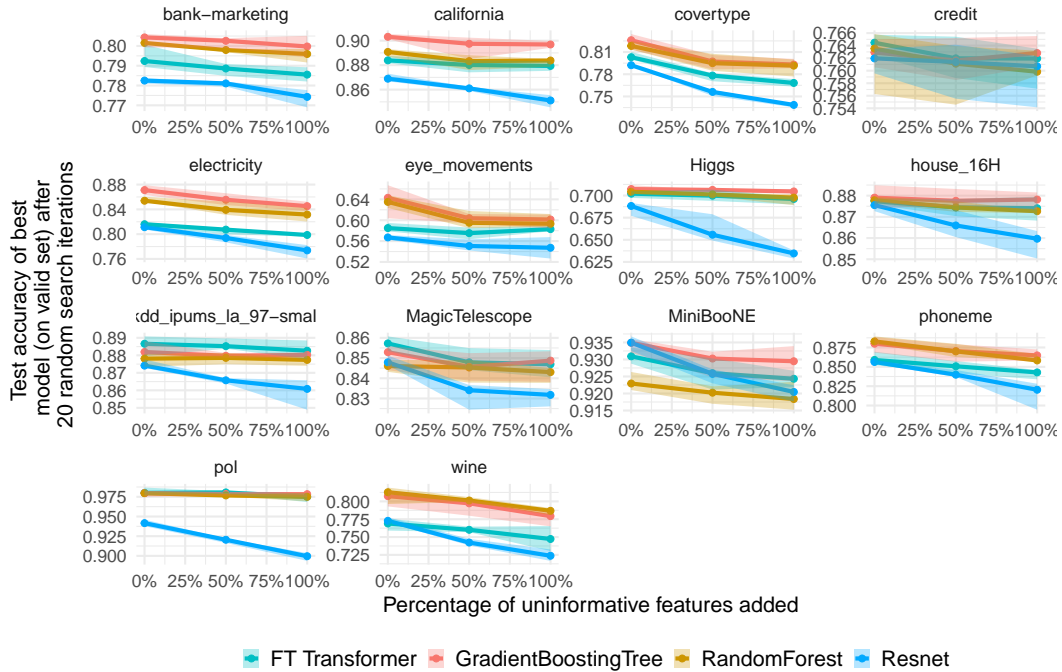 bank−marketing
california
covertype
credit
0.80
0.79
0.78
0.77
0.90
0.88
0.86
0.81
0.78
0.75
0.766
0.764
0.762
0.760
0.758
0.756
0.754
0% 25% 50% 75%100%
0% 25% 50% 75%100%
0% 25% 50% 75%100%
0% 25% 50% 75%100%
electricity
eye_movements
Higgs
house_16H
0.88
0.84
0.80
0.76
0.64
0.60
0.56
0.52
0.700
0.675
0.650
0.625
0.88
0.87
0.86
0.85
0% 25% 50% 75%100%
0% 25% 50% 75%100%
0% 25% 50% 75%100%
0% 25% 50% 75%100%
kdd_ipums_la_97−smal
MagicTelescope
MiniBooNE
phoneme
0.89
0.88
0.87
0.86
0.85
0.86
0.85
0.84
0.83
0.935
0.930
0.925
0.920
0.915
0.875
0.850
0.825
0.800
0% 25% 50% 75%100%
0% 25% 50% 75%100%
0% 25% 50% 75%100%
0% 25% 50% 75%100%
pol
wine
0.975
0.950
0.925
0.900
0.800
0.775
0.750
0.725
0% 25% 50% 75%100%
0% 25% 50% 75%100%
Test accuracy of best
model (on valid set) after
20 random search iterations
Percentage of uninformative features added
FT Transformer GradientBoostingTree RandomForest Resnet